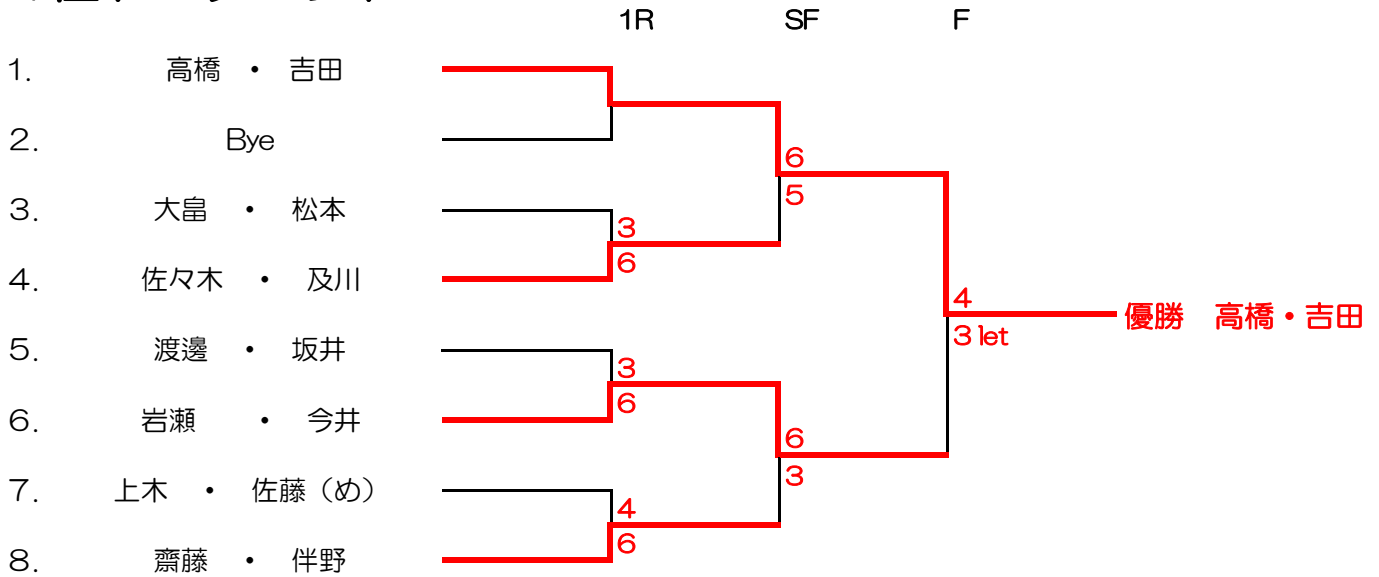 1R SF F
1. 高橋 ・ 吉田
2. Bye
6
5
3. 大畠 ・ 松本
3
6
4. 佐々木 ・ 及川
4
3 let
優勝 高橋・吉田
5. 渡邊 ・ 坂井
3
6
6. 岩瀬 ・ 今井
6
3
7. 上木 ・ 佐藤（め）
4
6
8. 齋藤 ・ 伴野